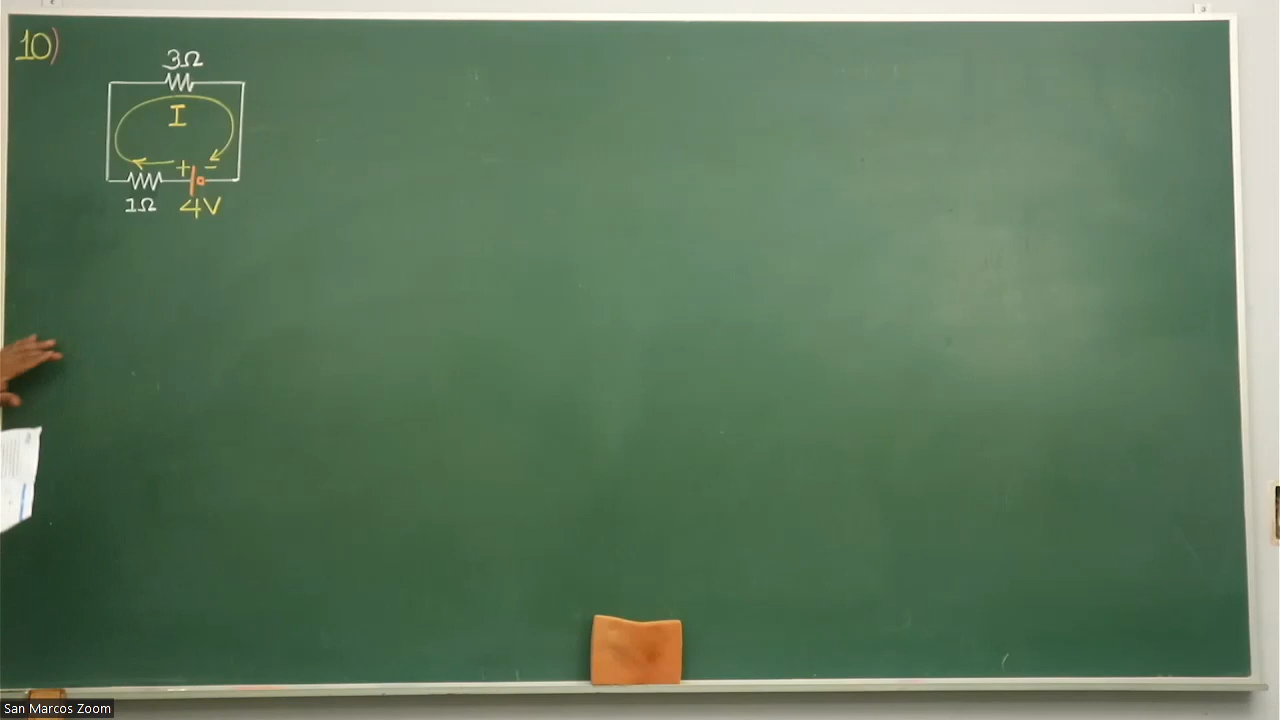 10)
3Ω
I
+ -
1Ω 4V
San Marcos Zoom